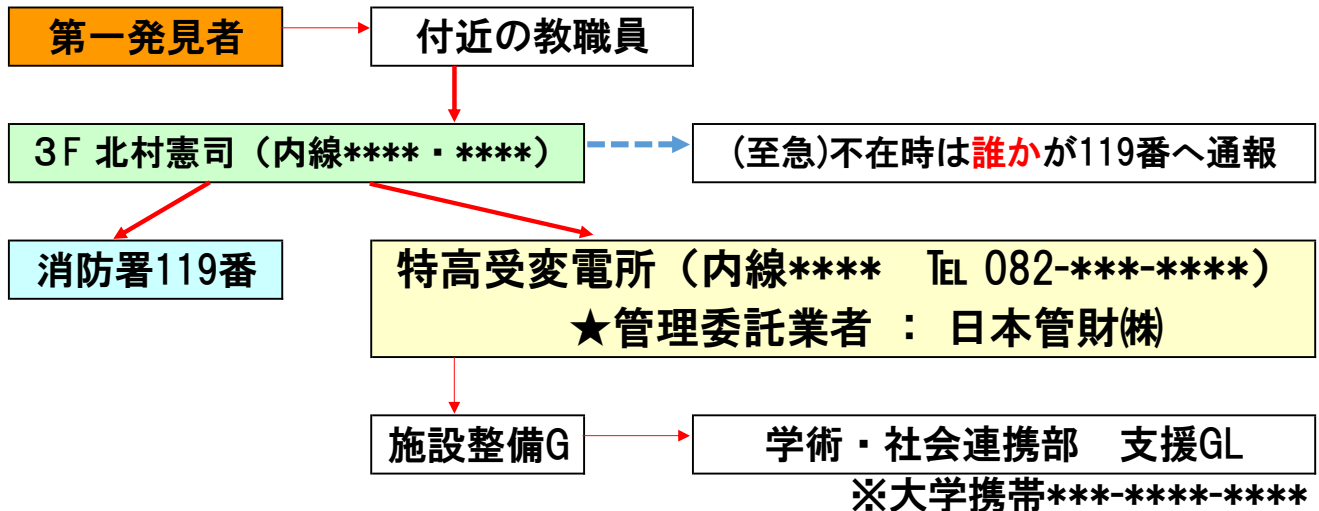 第一発見者
付近の教職員
3F 北村憲司（内線****・****）
(至急)不在時は誰かが119番へ通報
消防署119番
特高受変電所（内線**** ℡ 082-***-****）
★管理委託業者 ： 日本管財㈱
施設整備G
学術・社会連携部 支援GL
※大学携帯***-****-****